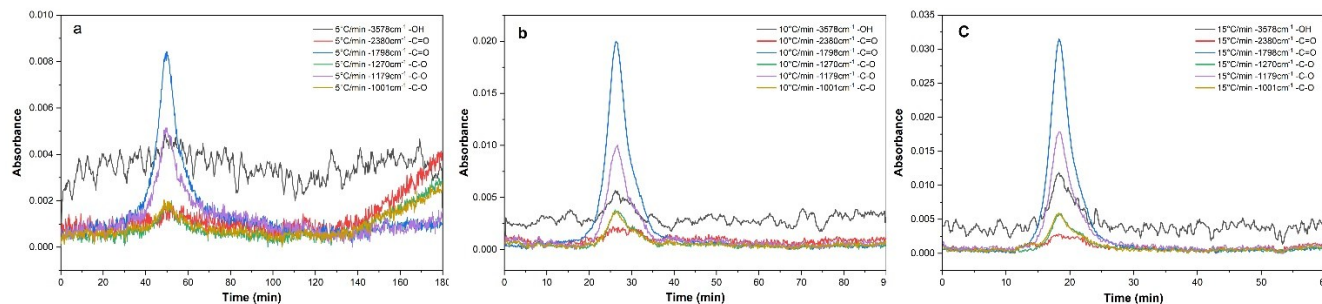 a
5°C/min -3578cm⁻¹ -OH
5°C/min -2380cm⁻¹ -C=O
5°C/min -1798cm⁻¹ -C=O
5°C/min -1270cm⁻¹ -C-O
5°C/min -1179cm⁻¹ -C-O
5°C/min -1001cm⁻¹ -C-O
Absorbance
0.010
0.008
0.006
0.004
0.002
0.000
0 20 40 60 80 100 120 140 160 180
Time (min)
b
10°C/min -3578cm⁻¹ -OH
10°C/min -2380cm⁻¹ -C=O
10°C/min -1798cm⁻¹ -C=O
10°C/min -1270cm⁻¹ -C-O
10°C/min -1179cm⁻¹ -C-O
10°C/min -1001cm⁻¹ -C-O
Absorbance
0.020
0.015
0.010
0.005
0.000
0 10 20 30 40 50 60 70 80 90
Time (min)
C
15°C/min -3578cm⁻¹ -OH
15°C/min -2380cm⁻¹ -C=O
15°C/min -1798cm⁻¹ -C=O
15°C/min -1270cm⁻¹ -C-O
15°C/min -1179cm⁻¹ -C-O
15°C/min -1001cm⁻¹ -C-O
Absorbance
0.035
0.030
0.025
0.020
0.015
0.010
0.005
0.000
0 10 20 30 40 50 60
Time (min)